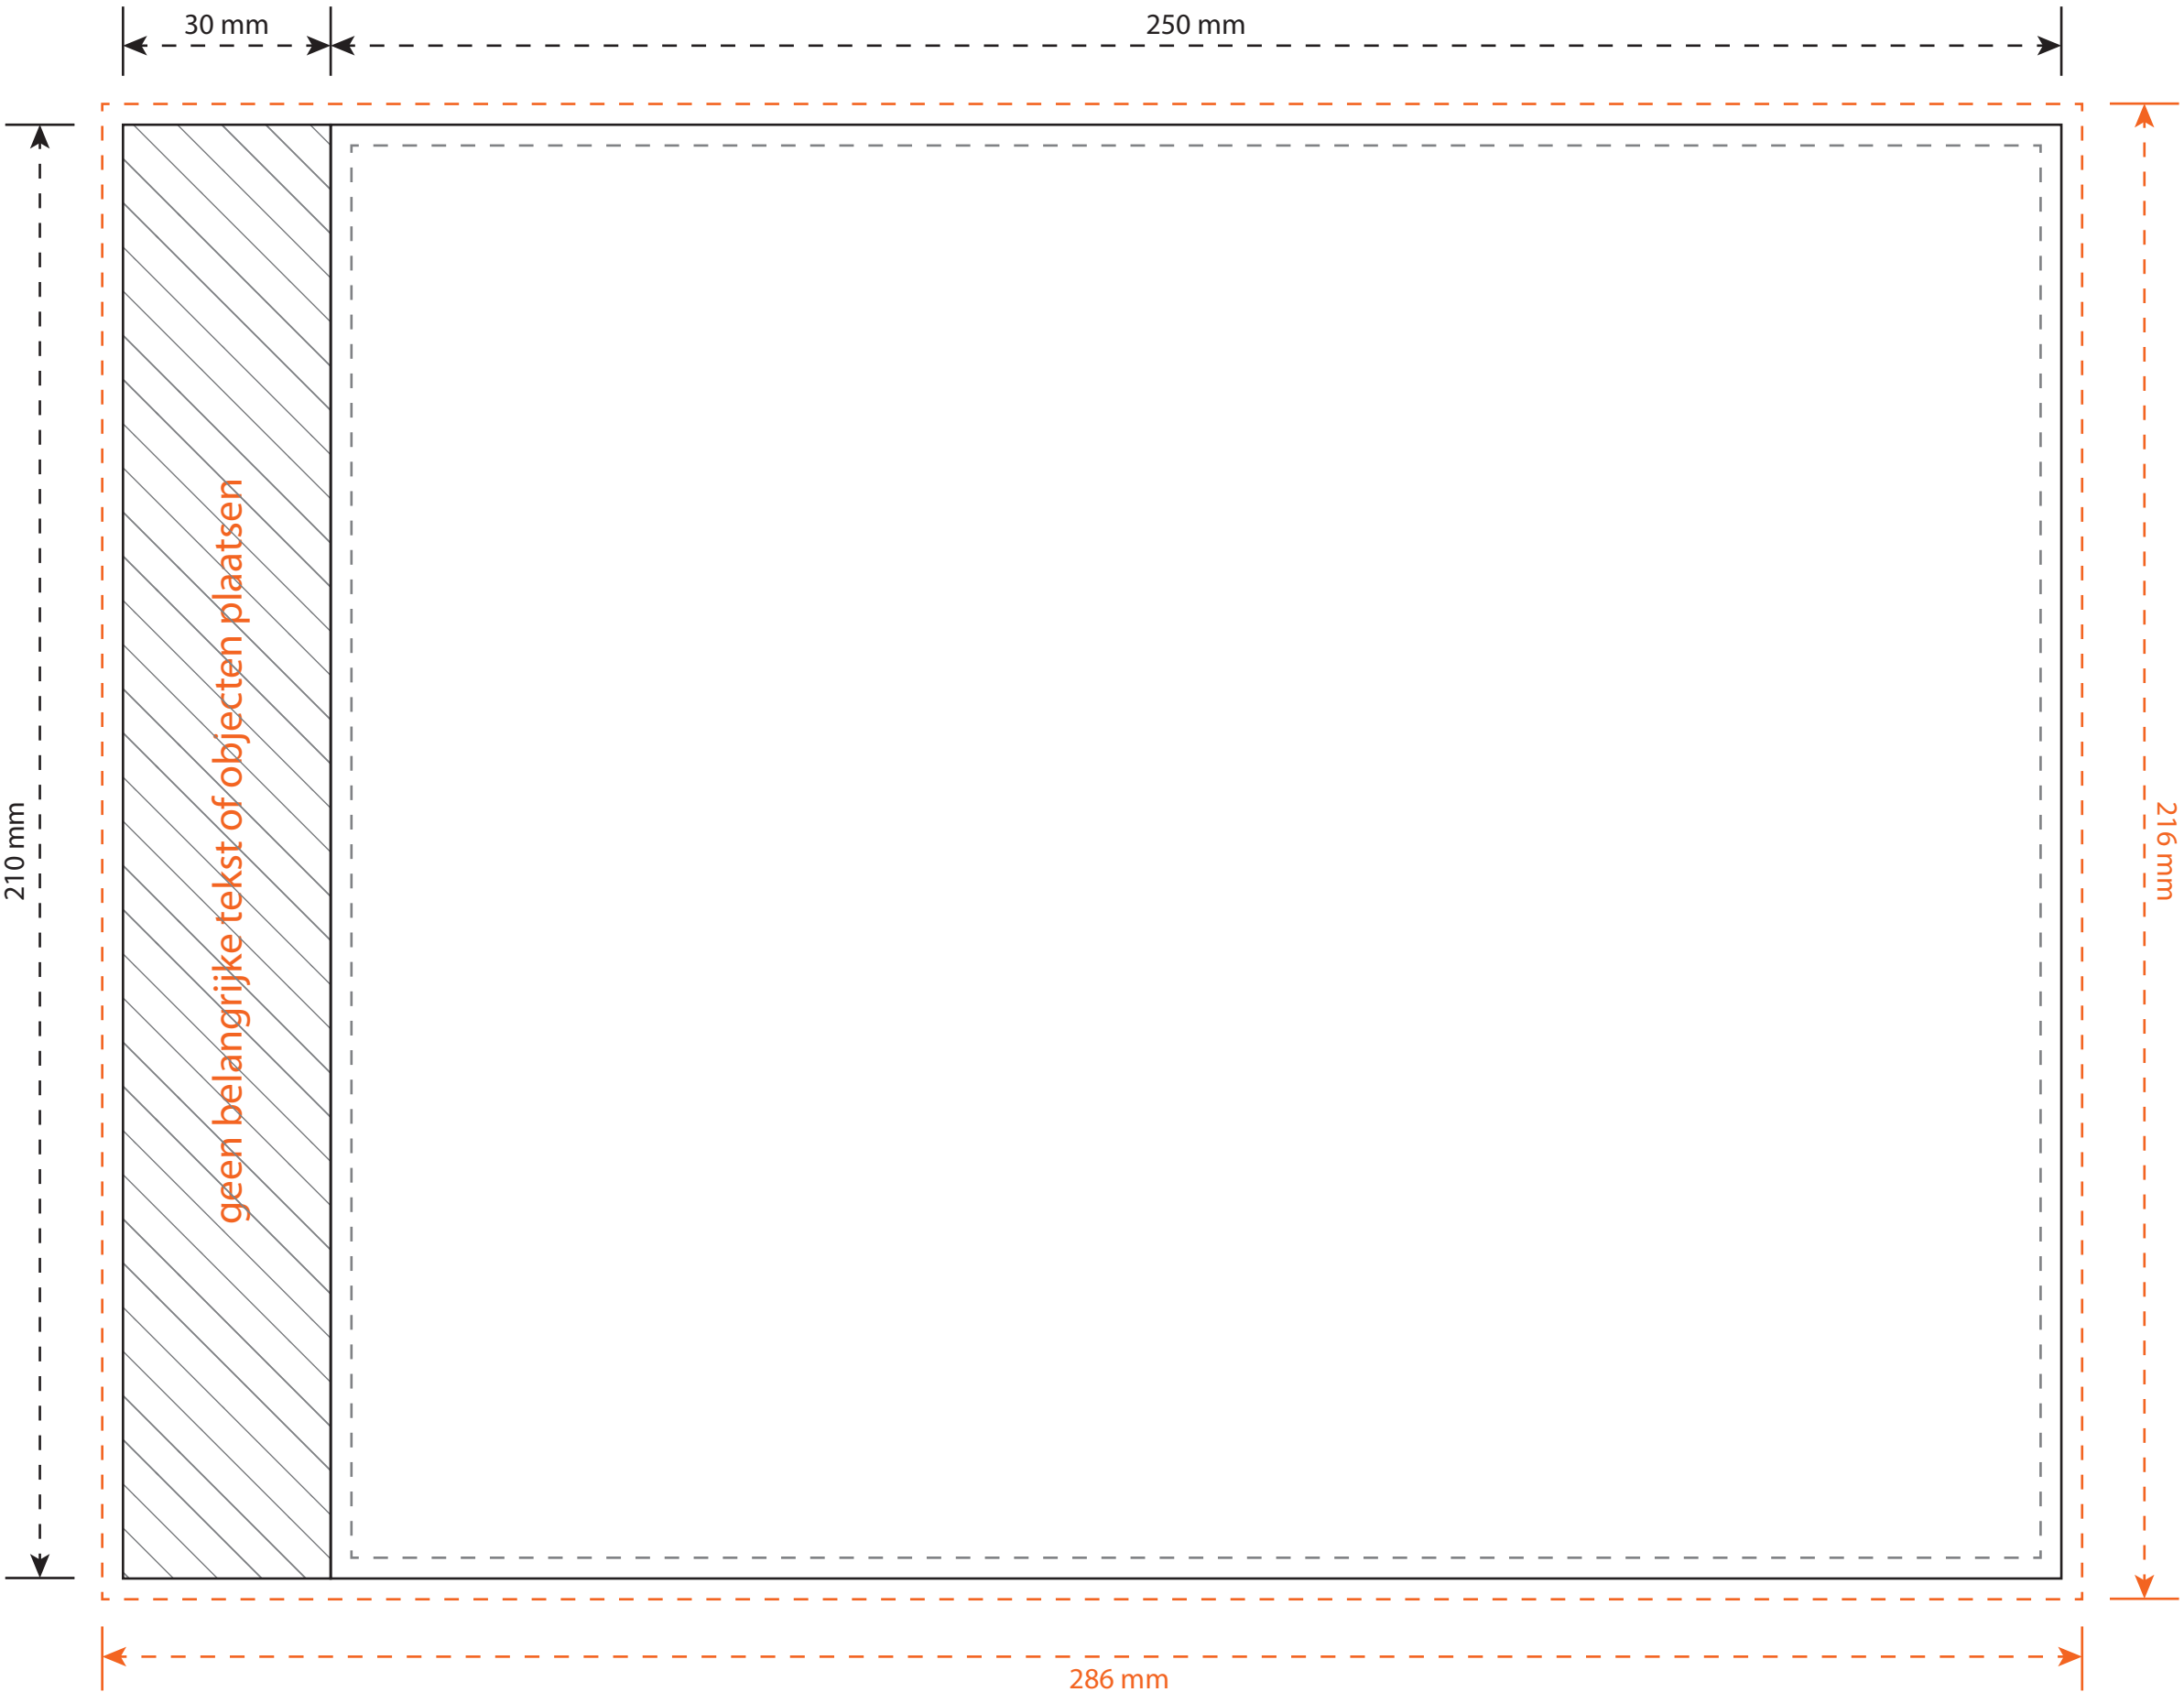 30 mm
250 mm
210 mm
geen belangrijke tekst of objecten plaatsen
216 mm
286 mm